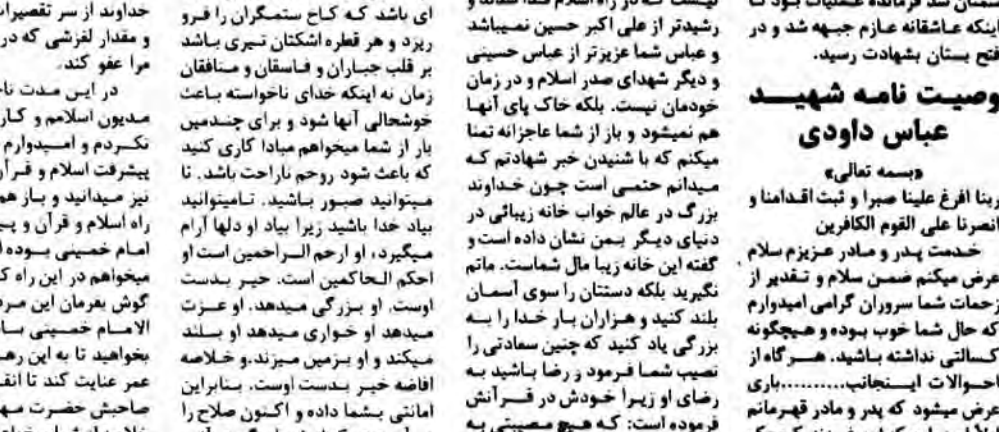 سمنان شد فرمانده عملیات بود تا
اینکه عاشقانه عازم جبهه شد و در
فتح بستان بشهادت رسید.
وصیت نامه شهید
عباس داودی
«بسمه تعالی»
ربنا افرغ علینا صبرا و ثبت اقدامنا و
انصرنا علی القوم الکافرین
خدمت پدر و مادر عزیزم سلام
عرض میکنم ضمن سلام و تقدیر از
زحمات شما سروران گرامی امیدوارم
که حال شما خوب بوده و هیچگونه
کسالتی نداشته باشید. هرگاه از
احوالات اینجانب..........باری
عرض میشود که پدر و مادر قهرمانم
نیست که در راه اسلام فدا
رشیدتر از علی اکبر حسین نمیباشد
و عباس شما عزیزتر از عباس حسینی
و دیگر شهدای صدر اسلام و در زمان
خودمان نیست. بلکه خاک پای آنها
هم نمیشود و باز از شما عاجزانه تمنا
میکنم که با شنیدن خبر شهادتم که
میدانم حتمی است چون خداوند
بزرگ در عالم خواب خانه زیبائی در
دنیای دیگر بمن نشان داده است و
گفته این خانه زیبا مال شماست. ماتم
نگیرید بلکه دستتان را سوی آسمان
بلند کنید و هزاران بار خدا را به
بزرگی یاد کنید که چنین سعادتی را
نصیب شما فرمود و رضا باشید به
رضای او زیرا خودش در قرآنش
فرموده است: که هیچ مصیبتی به
ای باشد که کاخ ستمگران را فرو
ریزد و هر قطره اشکتان تیری باشد
بر قلب جباران و فاسقان و منافقان
زمان نه اینکه خدای ناخواسته باعث
خوشحالی آنها شود و برای چندمین
بار از شما میخواهم مبادا کاری کنید
که باعث شود روحم ناراحت باشد. تا
میتوانید صبور باشید. تامیتوانید
بیاد خدا باشید زیرا بیاد او دلها آرام
میگیرد، او ارحم الراحمین است او
احکم الحاکمین است. خیر بدست
اوست. او بزرگی میدهد. او عزت
میدهد او خواری میدهد او بلند
میکند و او بزمین میزند.و خلاصه
افاضه خیر بدست اوست. بنابراین
امانتی بشما داده و اکنون صلاح را
خداوند از سر تقصیرات
و مقدار لغزشی که در
مرا عفو کند.
در این مدت
مدیون اسلامم و
نکردم و امیدوارم
پیشرفت اسلام و
نیز میدانید و باز هم
راه اسلام و قرآن و
امام خمینی بوده
میخواهم در این راه
گوش بفرمان این
الامام خمینی
بخواهید تا به این
عمر عنایت کند تا
صاحبش حضرت